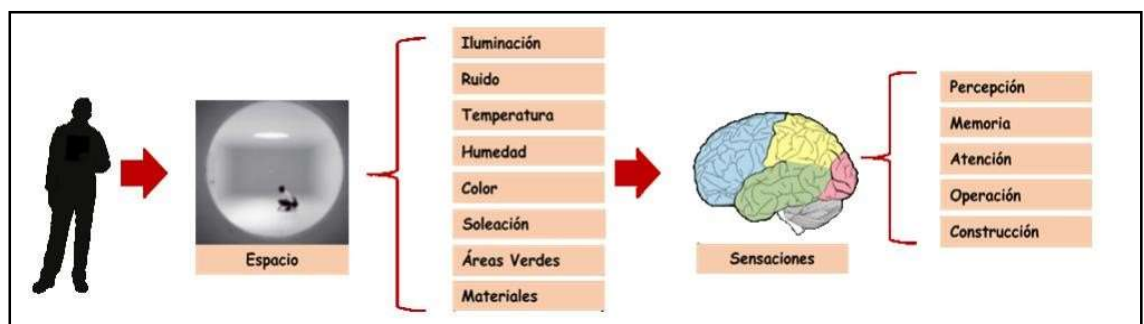 Espacio
Iluminación
Ruido
Temperatura
Humedad
Color
Soleación
Áreas Verdes
Materiales
Sensaciones
Percepción
Memoria
Atención
Operación
Construcción